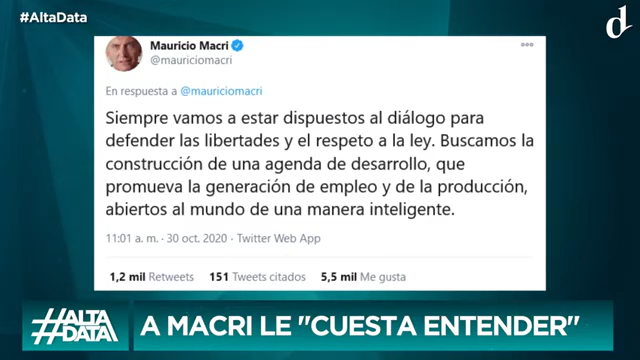 #AltaData
Mauricio Macri
@mauriciomacri
En respuesta a @mauriciomacri
Siempre vamos a estar dispuestos al diálogo para
defender las libertades y el respeto a la ley. Buscamos la
construcción de una agenda de desarrollo, que
promueva la generación de empleo y de la producción,
abiertos al mundo de una manera inteligente.
11:01 a. m. · 30 oct. 2020 · Twitter Web App
1,2 mil Retweets 151 Tweets citados 5,5 mil Me gusta
#ALTA
DATA
A MACRI LE "CUESTA ENTENDER"